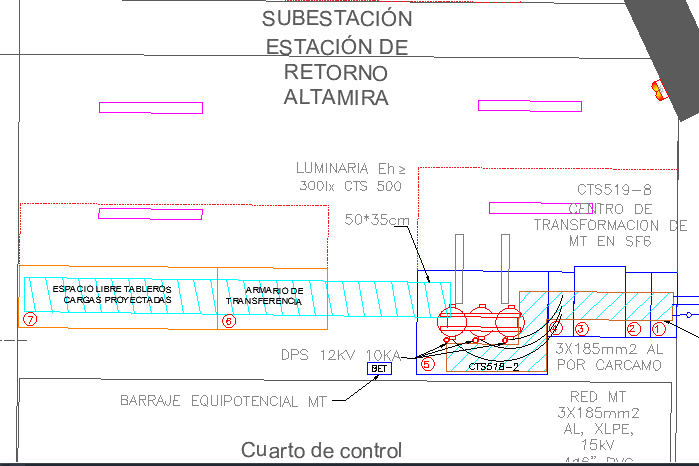 SUBESTACIÓN
ESTACIÓN DE
RETORNO
ALTAMIRA
LUMINARIA Eh≥
300lx CTS 500
50*35cm
CTS519-8
CENTRO DE
TRANSFORMACION DE
MT EN SF6
ESPACIO LIBRE TABLEROS
CARGAS PROYECTADAS
ARMARIO DE
TRANSFERENCIA
7
6
4
3
2
1
DPS 12KV 10KA
5
CTS518-2
BET
3X185mm2 AL
POR CARCAMO
BARRAJE EQUIPOTENCIAL MT
RED MT
3X185mm2
AL, XLPE,
15kV
Cuarto de control